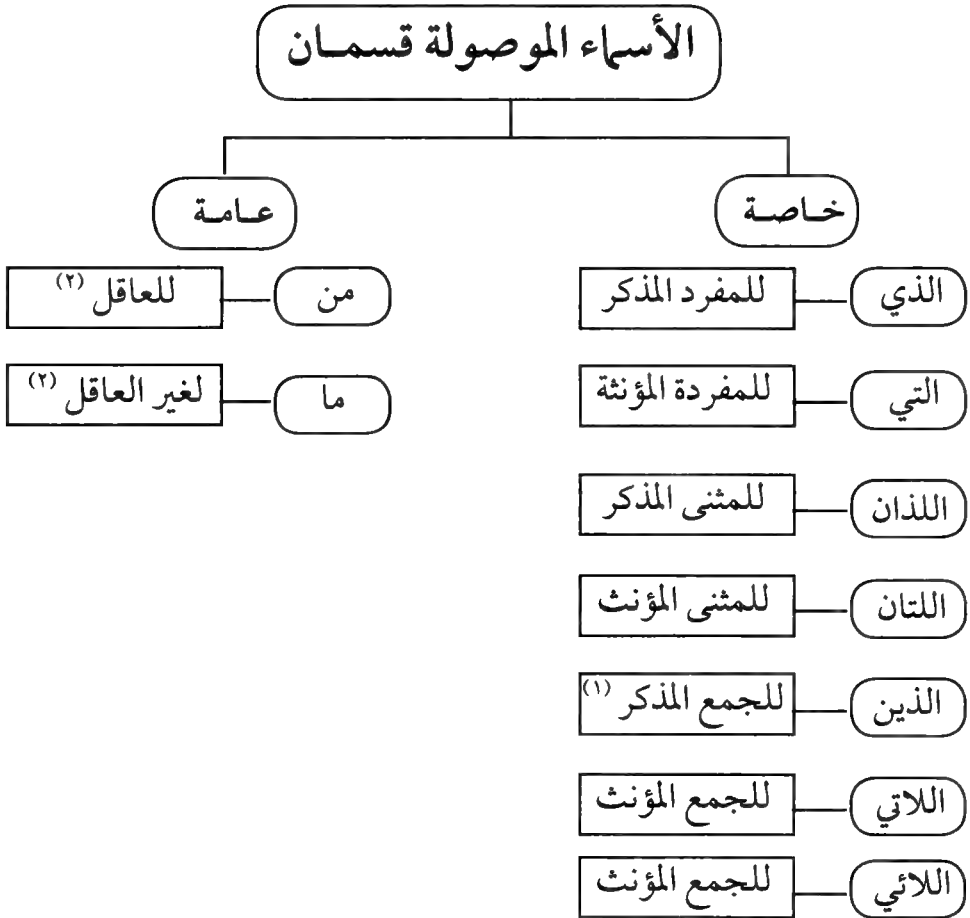 الأسماء الموصولة قسمان
خاصة
عامة
الذي
للمفرد المذكر
من
للعاقل (٢)
التي
للمفردة المؤنثة
ما
لغير العاقل (٢)
اللذان
للمثنى المذكر
اللتان
للمثنى المؤنث
الذين
للجمع المذكر (١)
اللاتي
للجمع المؤنث
اللائي
للجمع المؤنث